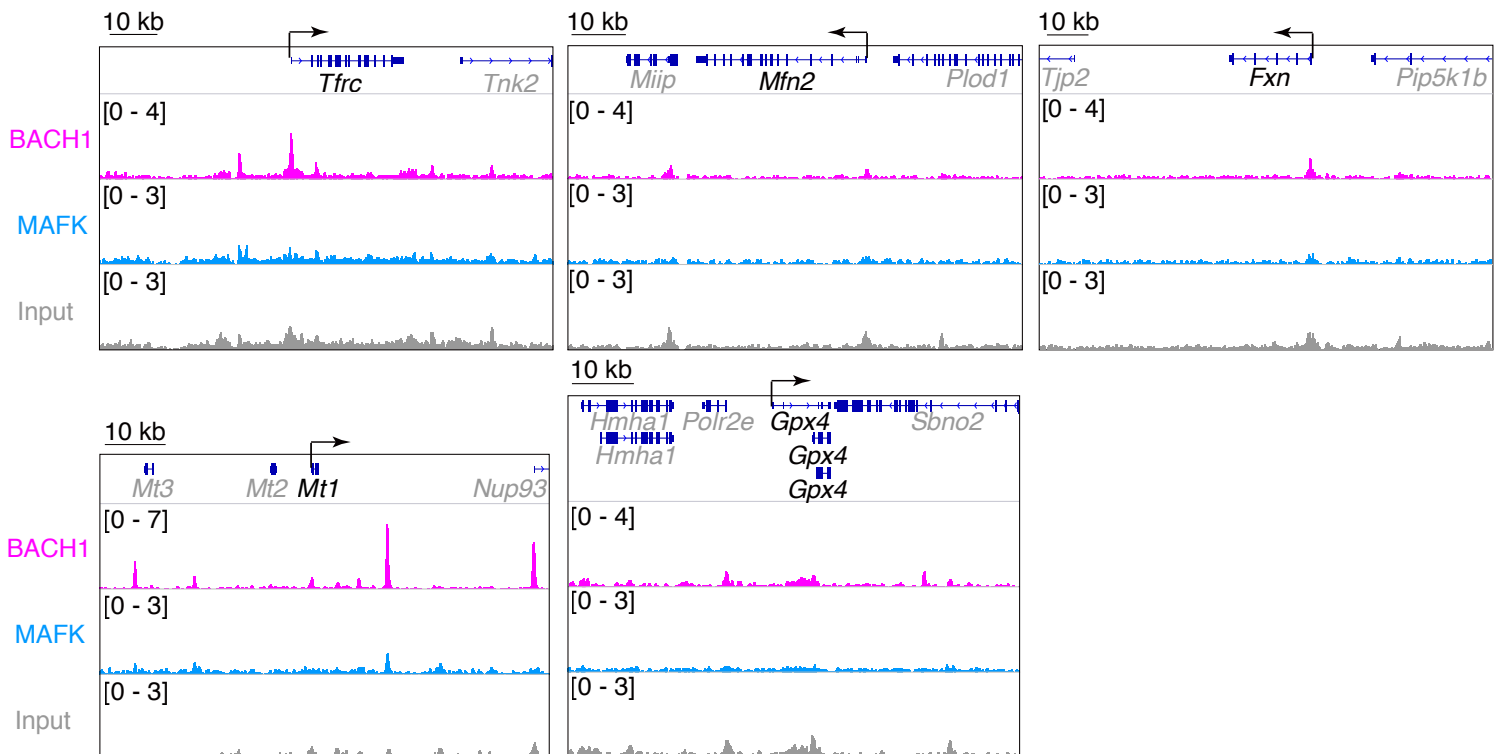 10 kb
Tfrc
Tnk2
[0 - 4]
BACH1
[0 - 3]
MAFK
[0 - 3]
Input
10 kb
Miip
Mfn2
Plod1
[0 - 4]
[0 - 3]
[0 - 3]
10 kb
Tjp2
Fxn
Pip5k1b
[0 - 4]
[0 - 3]
[0 - 3]
10 kb
Mt3
Mt2
Mt1
Nup93
[0 - 7]
BACH1
[0 - 3]
MAFK
[0 - 3]
Input
10 kb
Hmha1
Polr2e
Gpx4
Sbno2
Hmha1
Gpx4
Gpx4
[0 - 4]
[0 - 3]
[0 - 3]